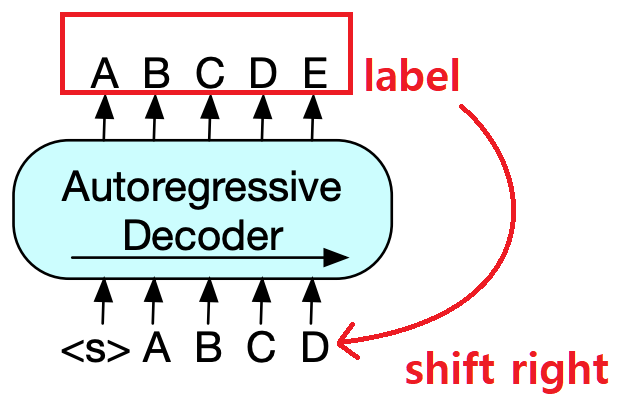 A B C D E
label
Autoregressive
Decoder
<s> A B C D
shift right